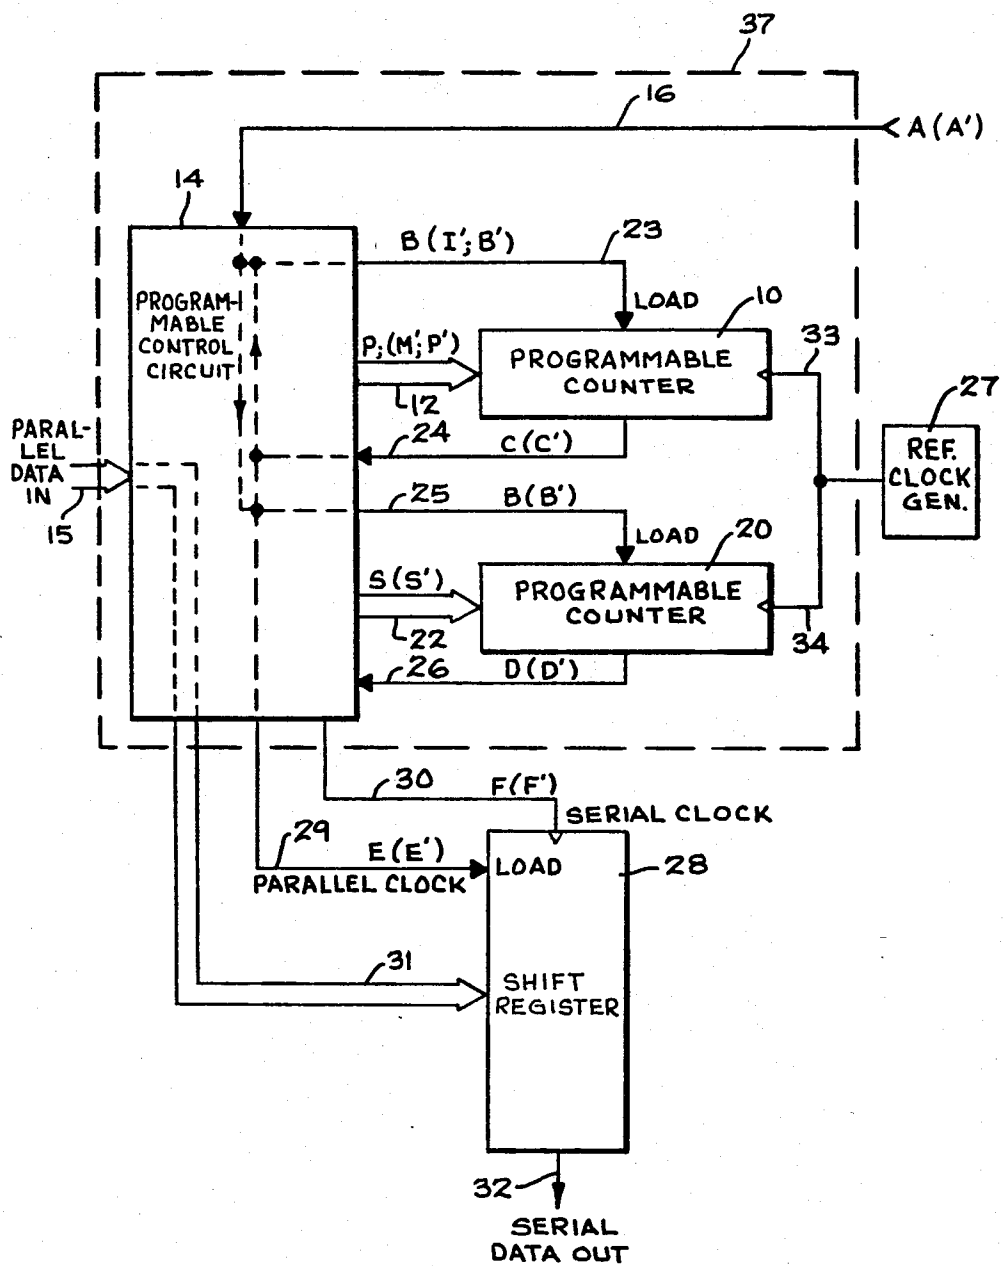 37
16
A(A')
14
B(I';B')
23
LOAD
10
PROGRAM-
MABLE
CONTROL
CIRCUIT
P;(M';P')
12
PROGRAMMABLE
COUNTER
33
27
REF.
CLOCK
GEN.
PARAL-
LEL
DATA
IN
15
24
C(C')
25
B(B')
LOAD
20
S(S')
22
PROGRAMMABLE
COUNTER
34
26
D(D')
30
F(F')
SERIAL CLOCK
29
E(E')
PARALLEL CLOCK
LOAD
28
31
SHIFT
REGISTER
32
SERIAL
DATA OUT